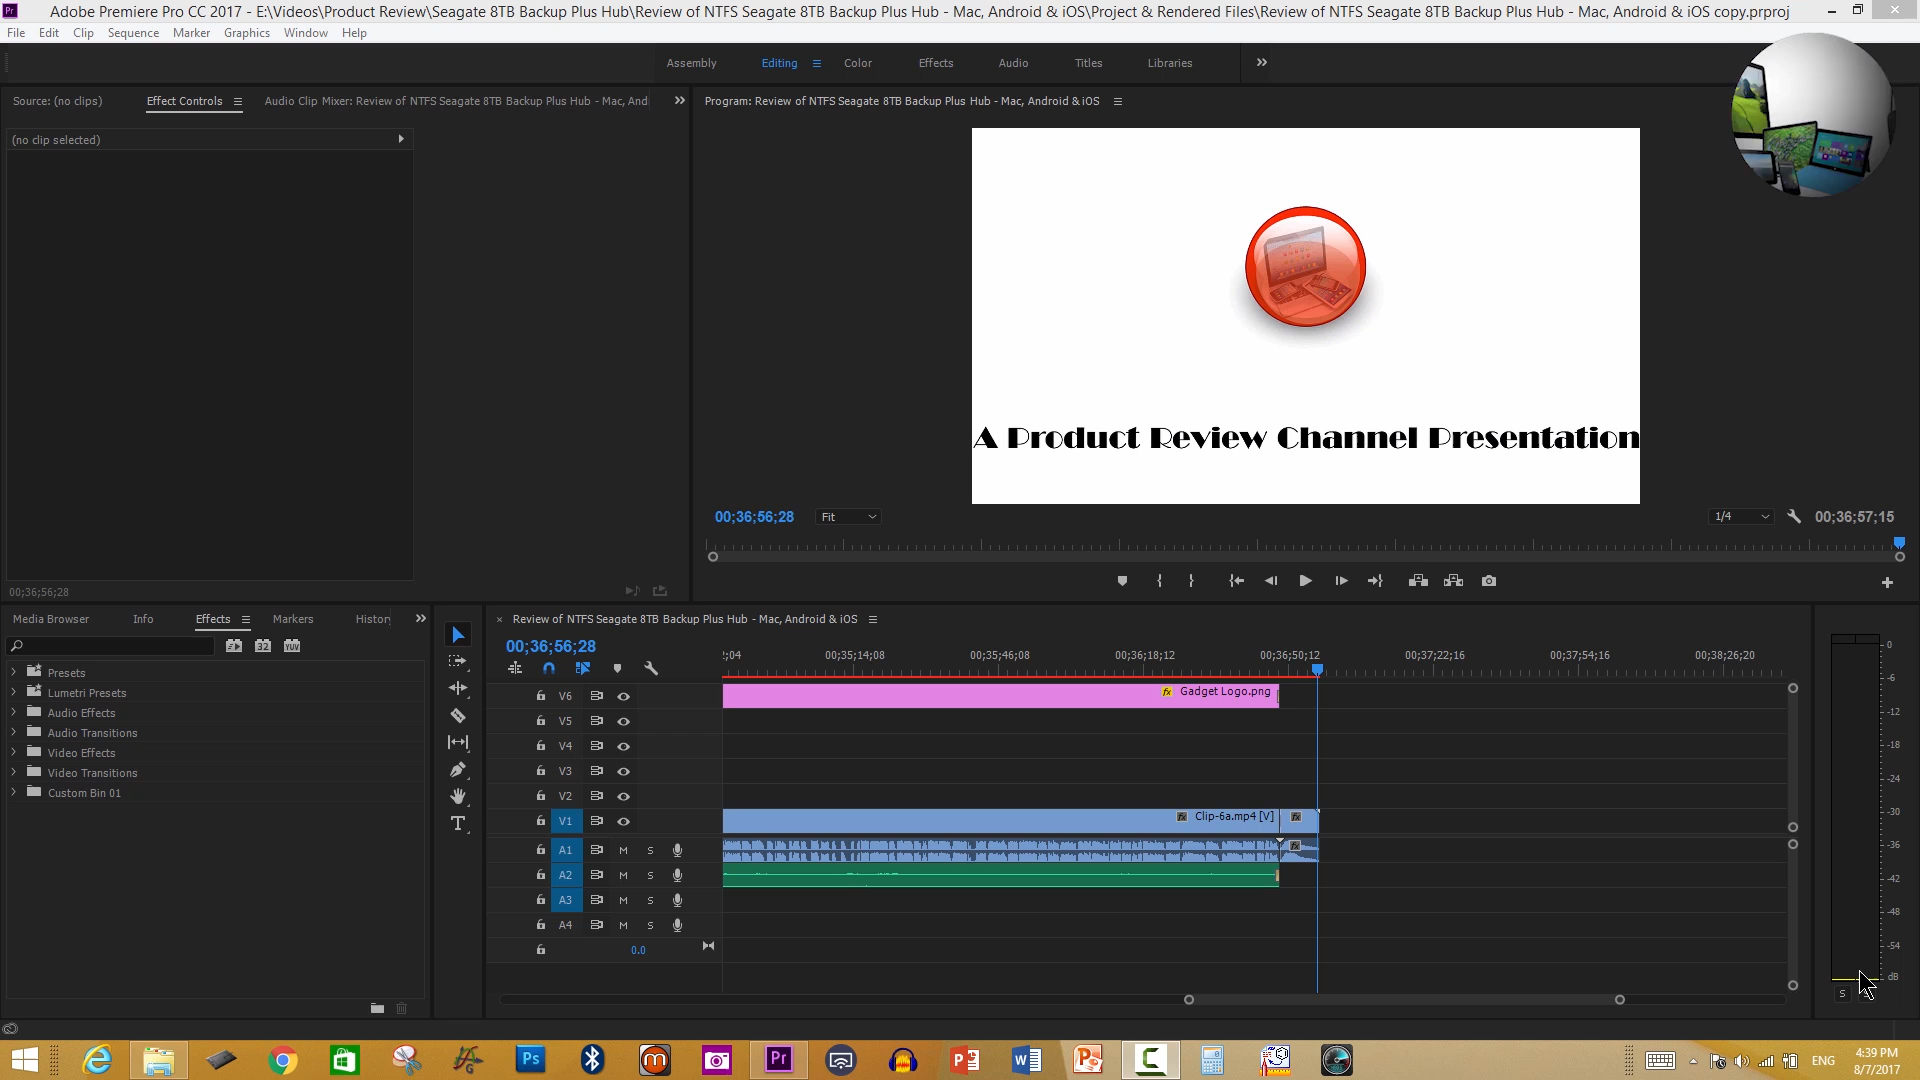 Adobe Premiere Pro CC 2017 - E:\Videos\Product Review\Seagate 8TB Backup Plus Hub\Review of NTFS Seagate 8TB Backup Plus Hub - Mac, Android & iOS\Project & Rendered Files\Review of NTFS Seagate 8TB Backup Plus Hub - Mac, Android & iOS copy.prproj
File Edit Clip Sequence Marker Graphics Window Help
Assembly Editing Color Effects Audio Titles Libraries
Source: (no clips) Effect Controls Audio Clip Mixer: Review of NTFS Seagate 8TB Backup Plus Hub - Mac, And
Program: Review of NTFS Seagate 8TB Backup Plus Hub - Mac, Android & iOS
(no clip selected)
A Product Review Channel Presentation
00;36;56;28 Fit 1/4 00;36;57;15
00;36;56;28
Media Browser Info Effects Markers History
Review of NTFS Seagate 8TB Backup Plus Hub - Mac, Android & iOS
00;36;56;28
;04 00;35;14;08 00;35;46;08 00;36;18;12 00;36;50;12 00;37;22;16 00;37;54;16 00;38;26;20
32 YUV
Presets
Lumetri Presets
Audio Effects
Audio Transitions
Video Effects
Video Transitions
Custom Bin 01
V6 fx Gadget Logo.png
V5
V4
V3
V2
V1 fx Clip-6a.mp4 [V] fx
A1 M S fx
A2 M S
A3 M S
A4 M S
0.0
0
-6
-12
-18
-24
-30
-36
-42
-48
-54
dB
S
Ps Pr
ENG
4:39 PM
8/7/2017